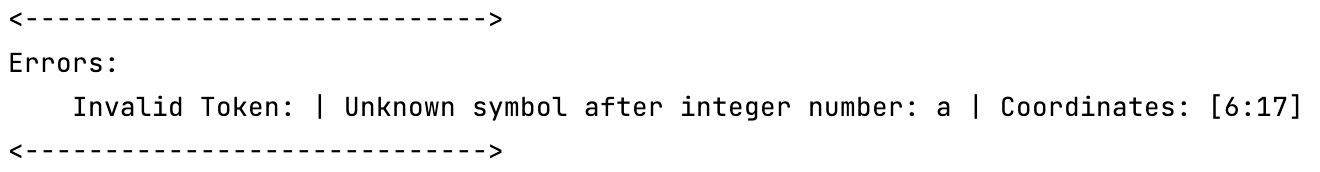 <----------------------------->
Errors:
    Invalid Token: | Unknown symbol after integer number: a | Coordinates: [6:17]
<----------------------------->